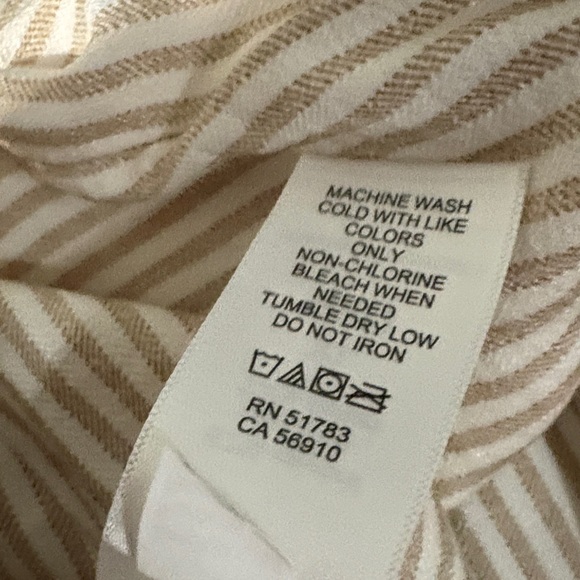 MACHINE WASH
COLD WITH LIKE
COLORS
ONLY
NON-CHLORINE
BLEACH WHEN
NEEDED
TUMBLE DRY LOW
DO NOT IRON
RN 51783
CA 56910